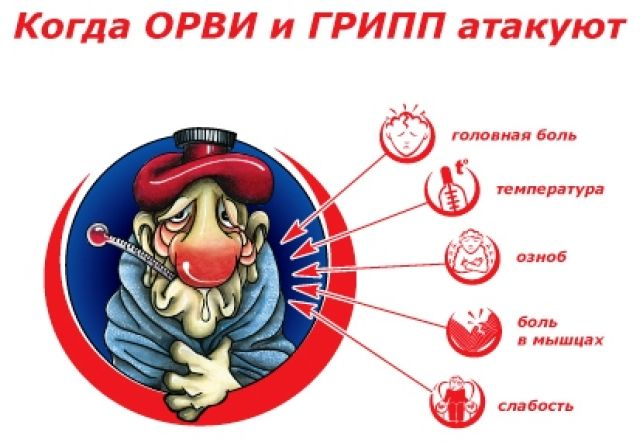 Когда ОРВИ и ГРИПП атакуют
головная боль
t°
температура
озноб
боль
в мышцах
слабость